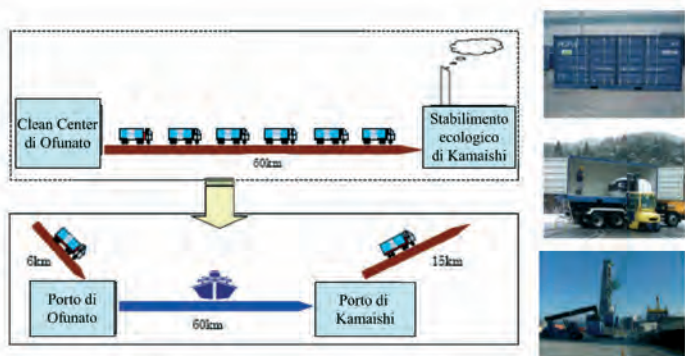 Clean Center
di Ofunato
Stabilimento
ecologico
di Kamaishi
60km
6km
15km
Porto di
Ofunato
60km
Porto di
Kamaishi